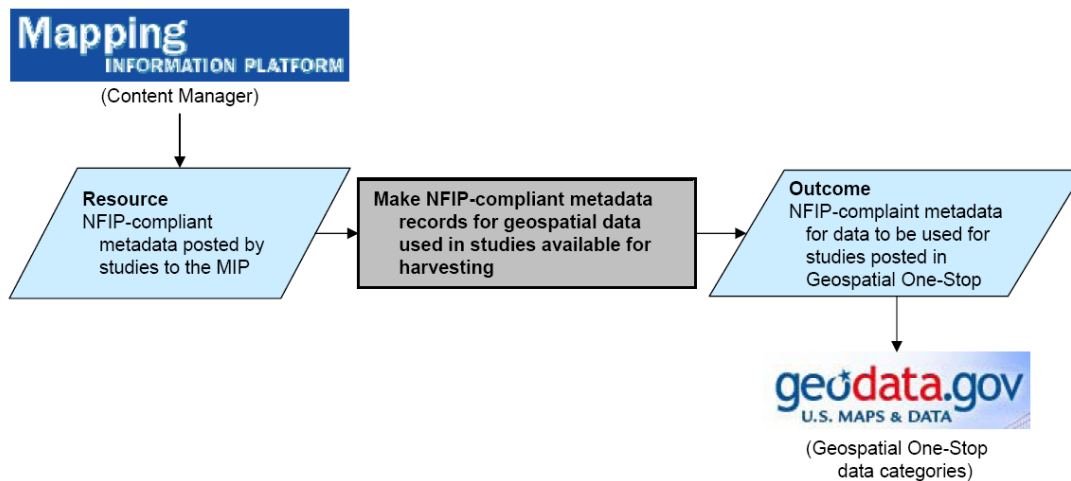 Mapping
INFORMATION PLATFORM
(Content Manager)
Resource
NFIP-compliant
metadata posted by
studies to the MIP
Make NFIP-compliant metadata
records for geospatial data
used in studies available for
harvesting
Outcome
NFIP-complaint metadata
for data to be used for
studies posted in
Geospatial One-Stop
geodata.gov
U.S. MAPS & DATA
(Geospatial One-Stop
data categories)